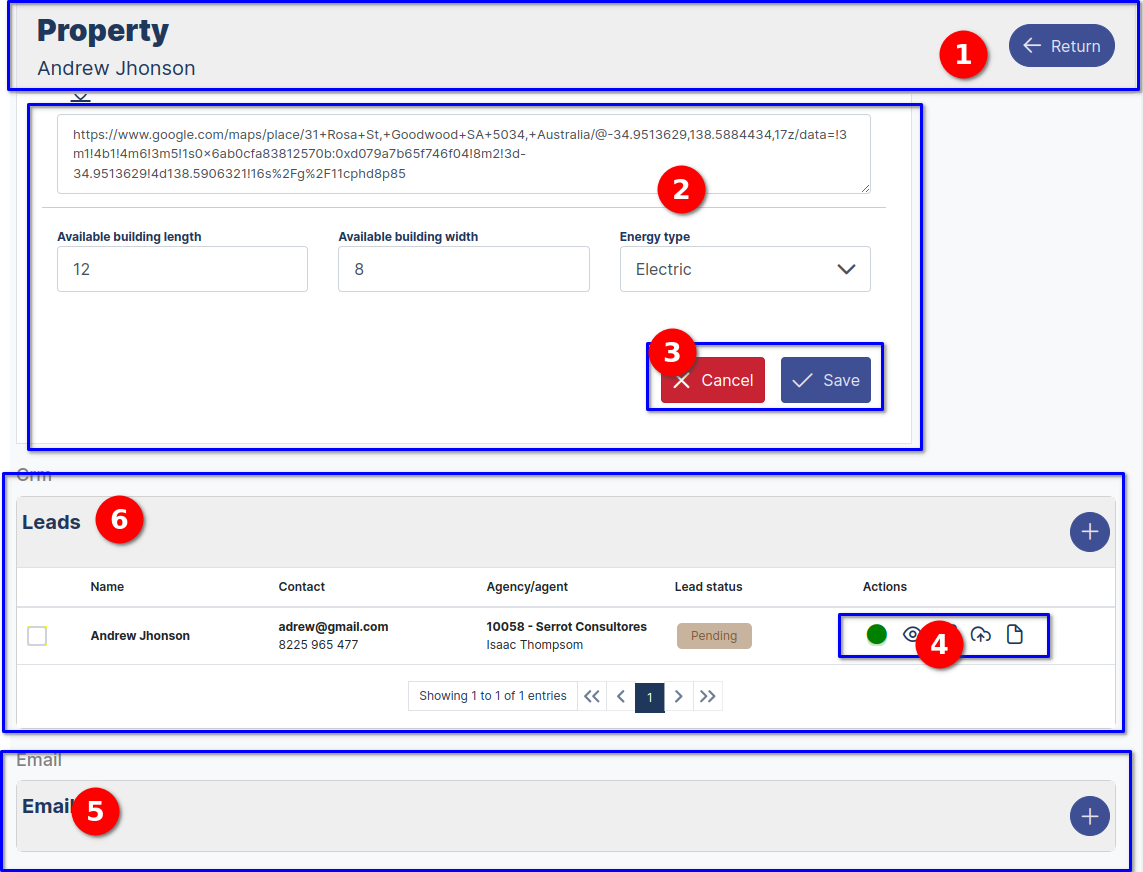 Property
Andrew Jhonson
1
Return
https://www.google.com/maps/place/31+Rosa+St,+Goodwood+SA+5034,+Australia/@-34.9513629,138.5884434,17z/data=!3
m1!4b1!4m6!3m5!1s0x6ab0cfa83812570b:0xd079a7b65f746f04!8m2!3d-
34.9513629!4d138.5906321!16s%2Fg%2F11cphd8p85
2
Available building length
Available building width
Energy type
12
8
Electric
3
Cancel
Save
Crm
Leads
6
Name
Contact
Agency/agent
Lead status
Actions
Andrew Jhonson
adrew@gmail.com
8225 965 477
10058 - Serrot Consultores
Isaac Thompsom
Pending
4
Showing 1 to 1 of 1 entries
1
Email
Email
5